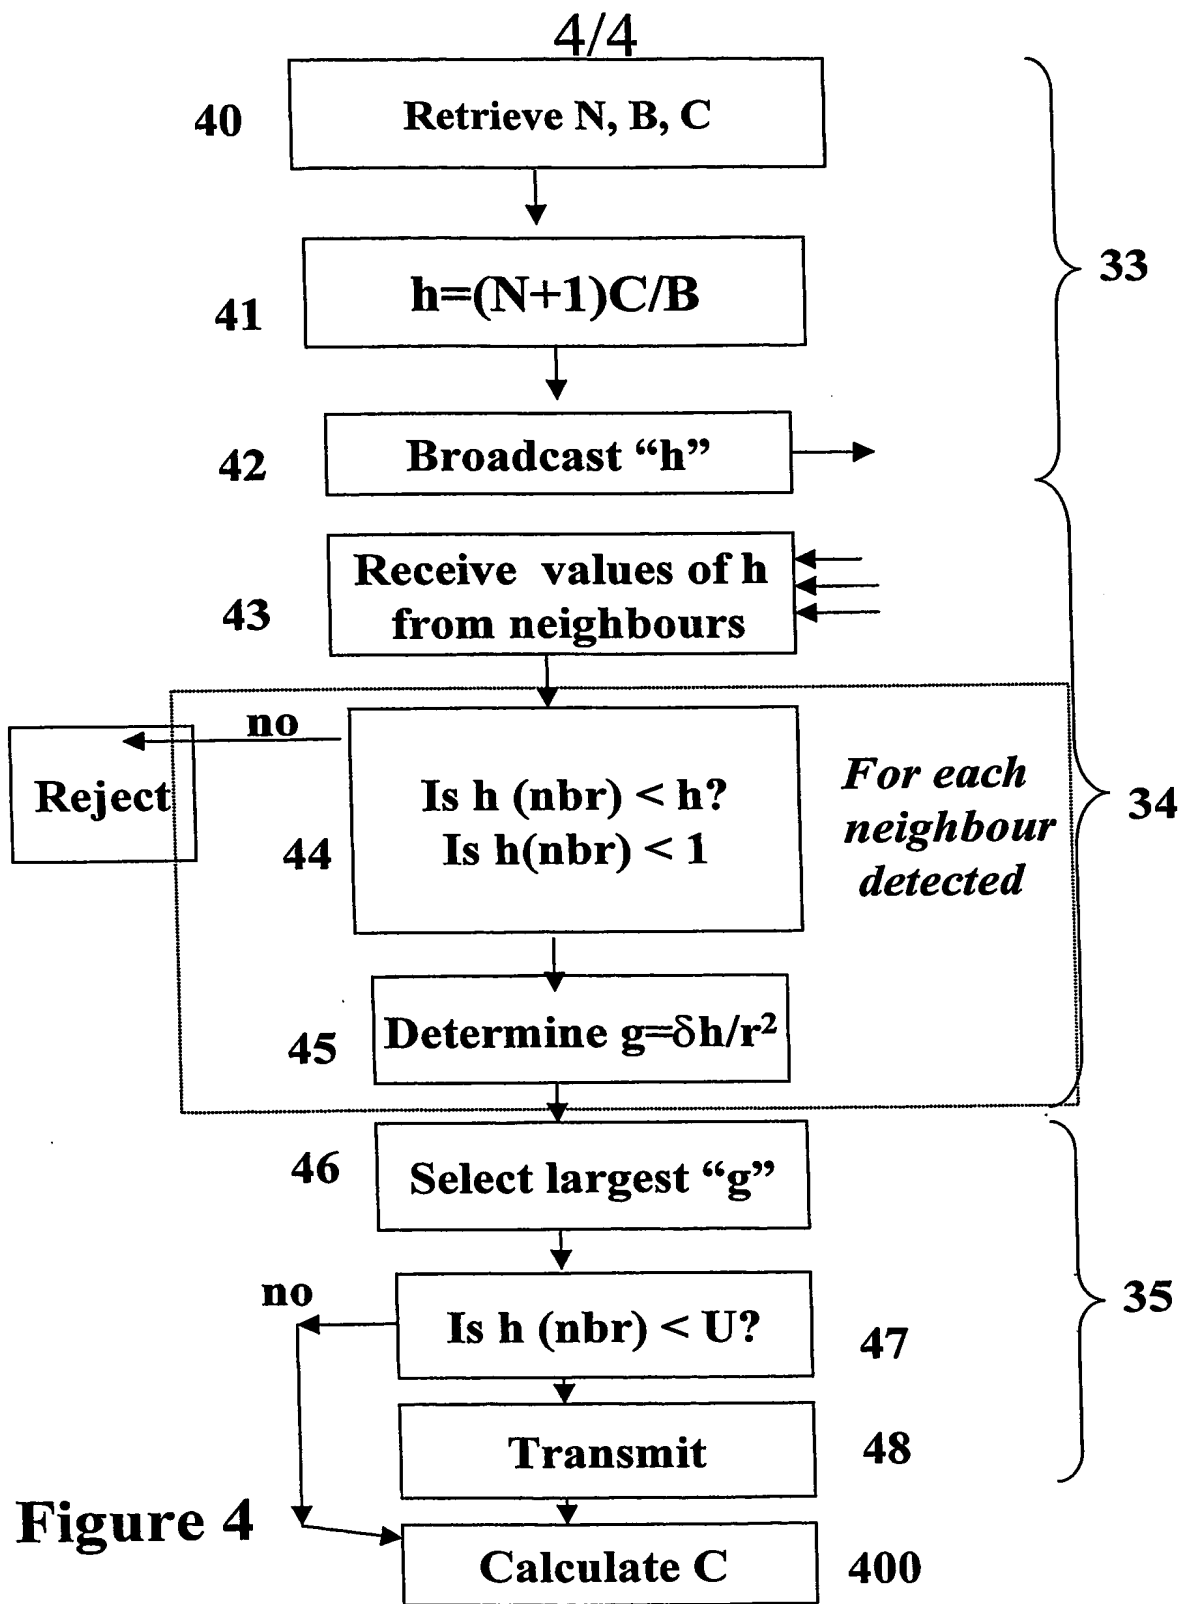 4/4
40
Retrieve N, B, C
33
41
h=(N+1)C/B
42
Broadcast “h”
43
Receive values of h
from neighbours
no
Reject
44
Is h (nbr) < h?
Is h(nbr) < 1
For each
neighbour
detected
34
45
Determine g=δh/r²
46
Select largest “g”
no
Is h (nbr) < U?
47
35
Transmit
48
Figure 4
Calculate C
400